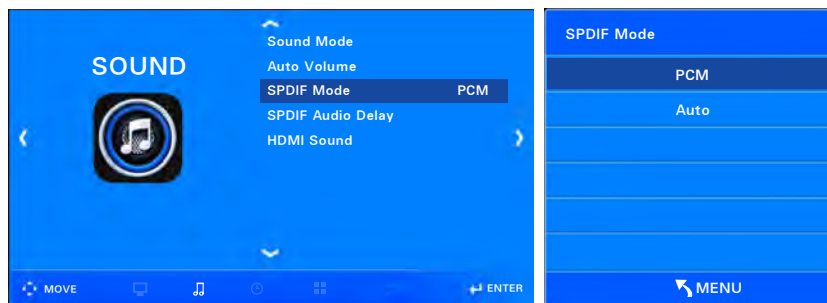 SOUND
Sound Mode
Auto Volume
SPDIF Mode PCM
SPDIF Audio Delay
HDMI Sound
MOVE ENTER
SPDIF Mode
PCM
Auto
MENU